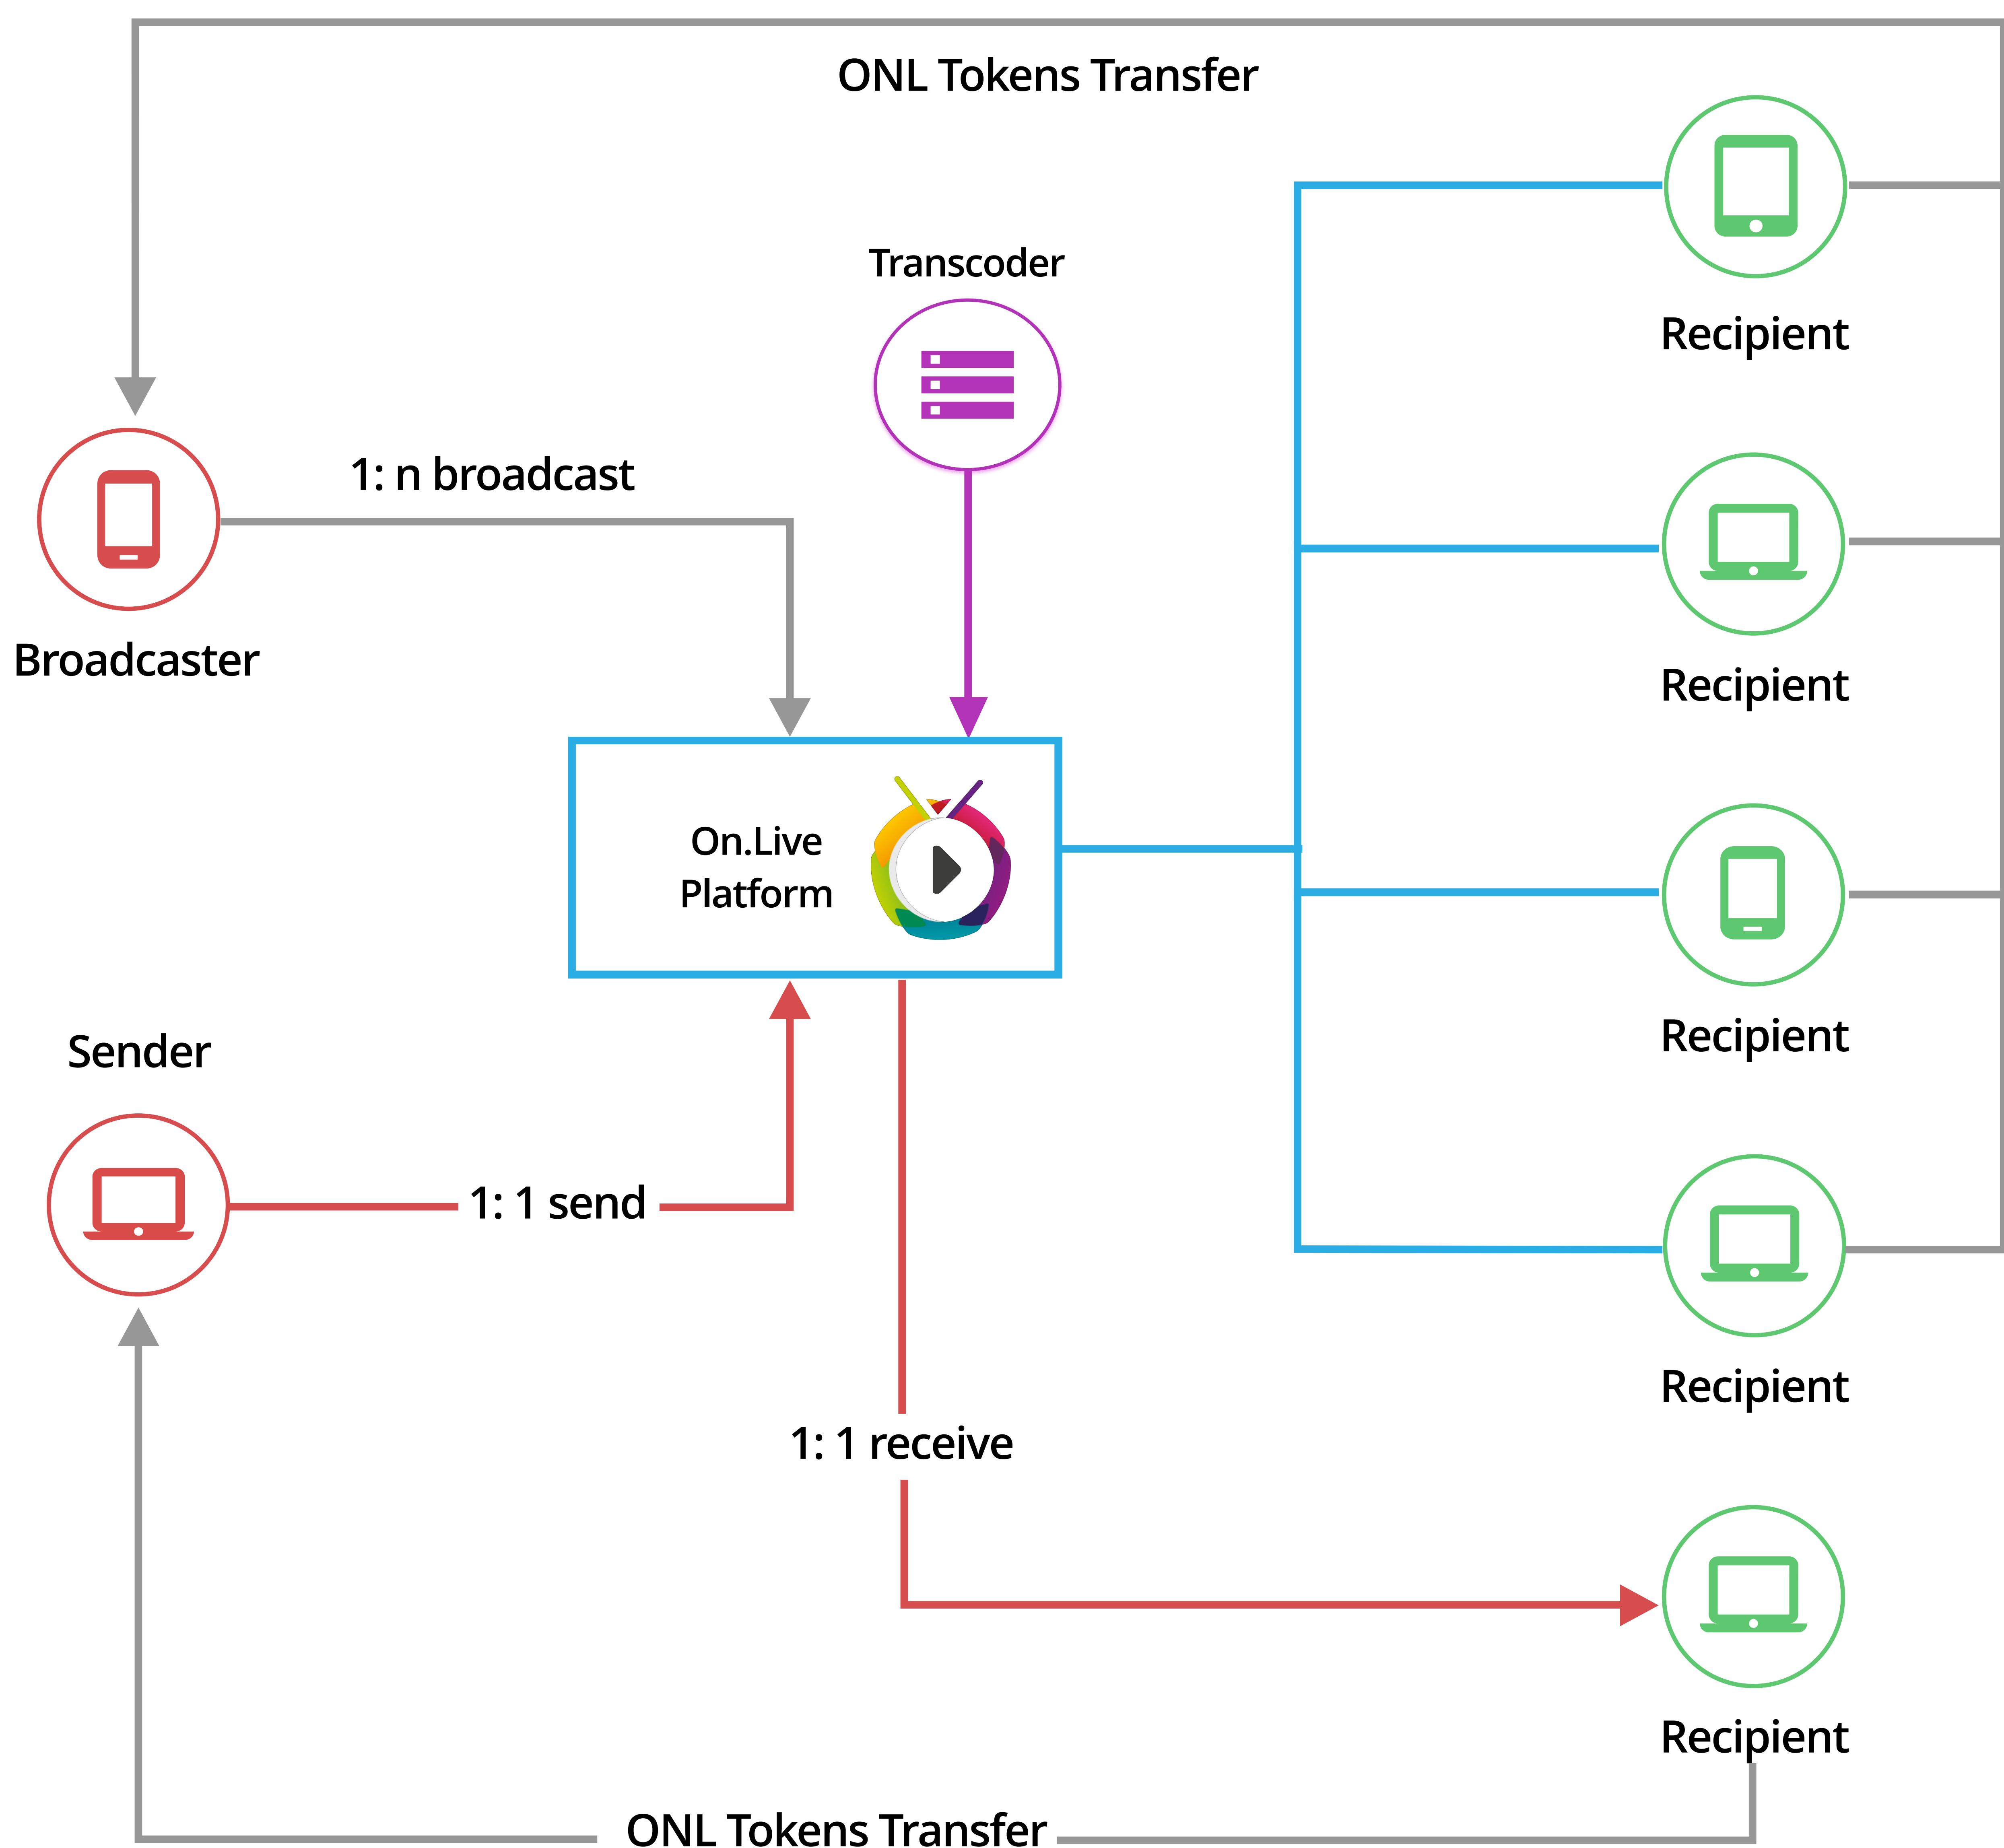 ONL Tokens Transfer
Transcoder
Recipient
1: n broadcast
Broadcaster
Recipient
On.Live
Platform
Recipient
Sender
1: 1 send
Recipient
1: 1 receive
Recipient
ONL Tokens Transfer